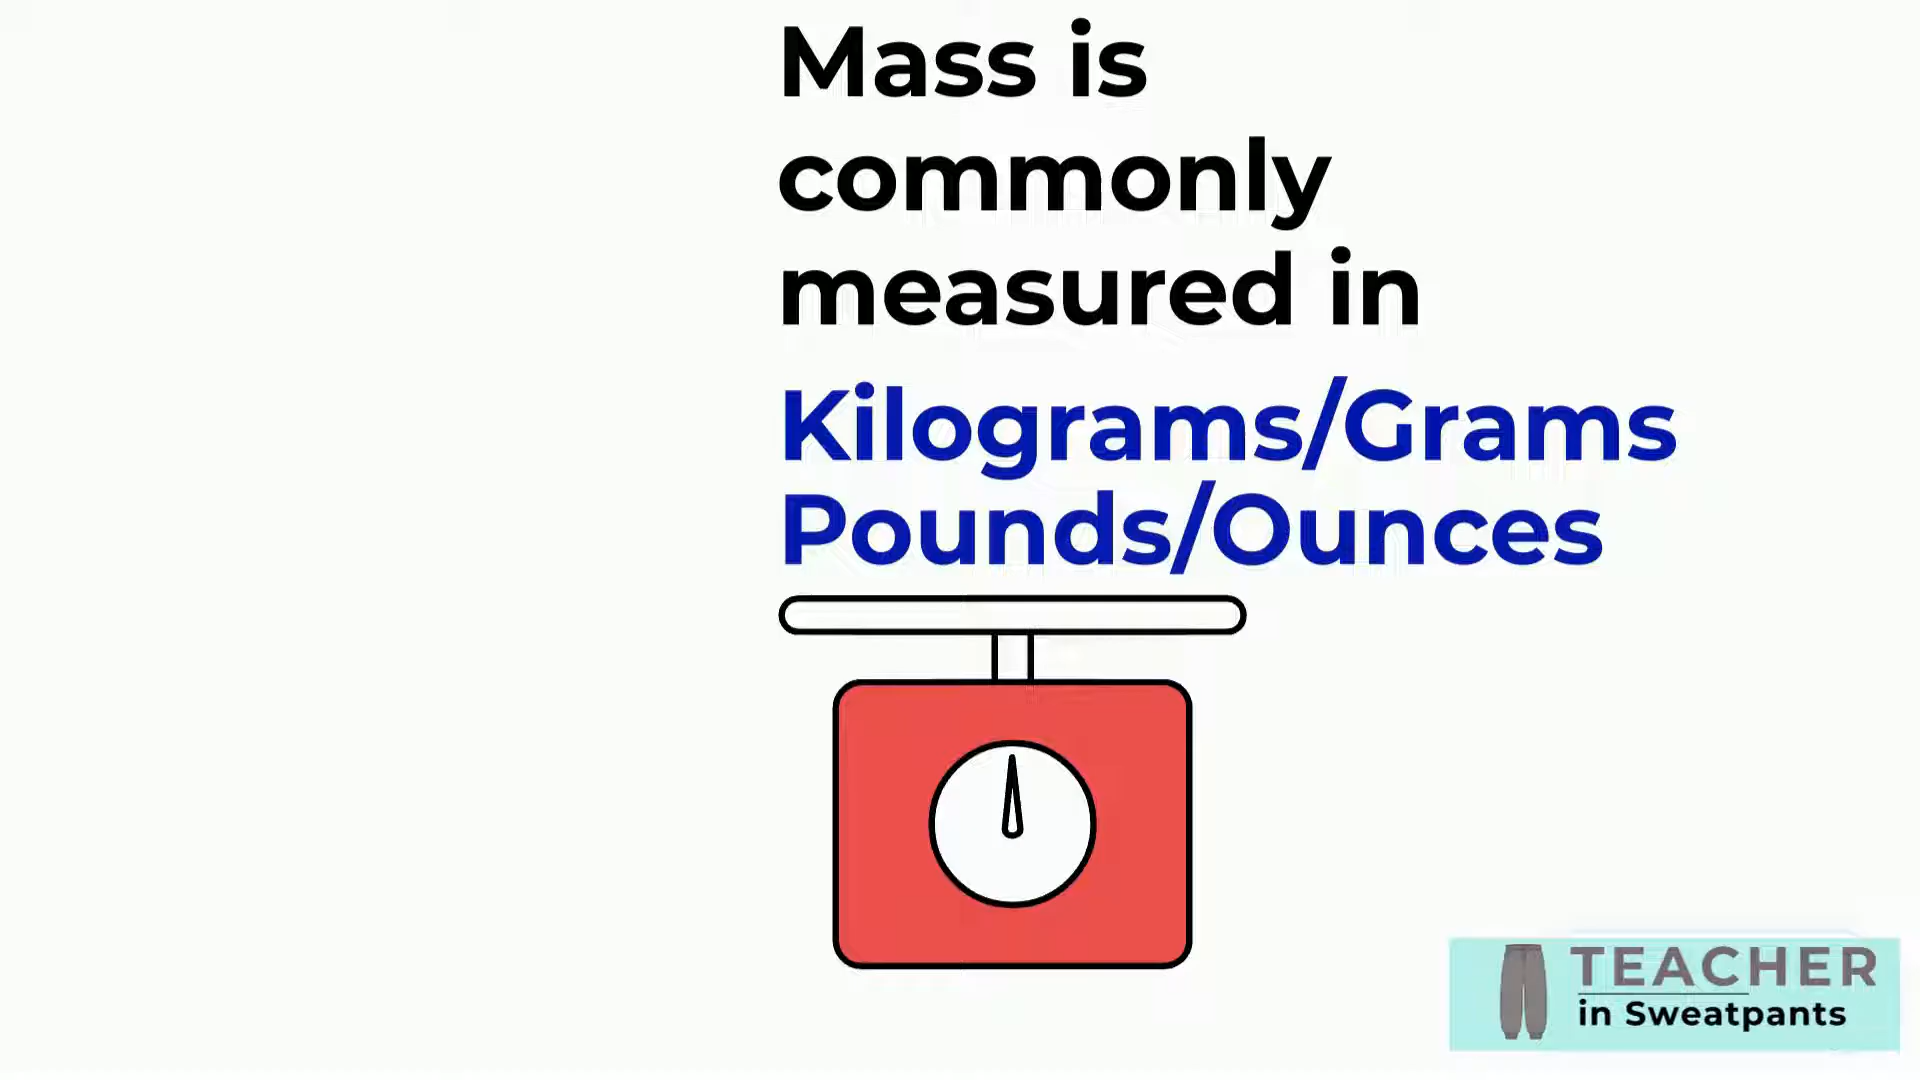 Mass is
commonly
measured in
Kilograms/Grams
Pounds/Ounces
TEACHER
in Sweatpants